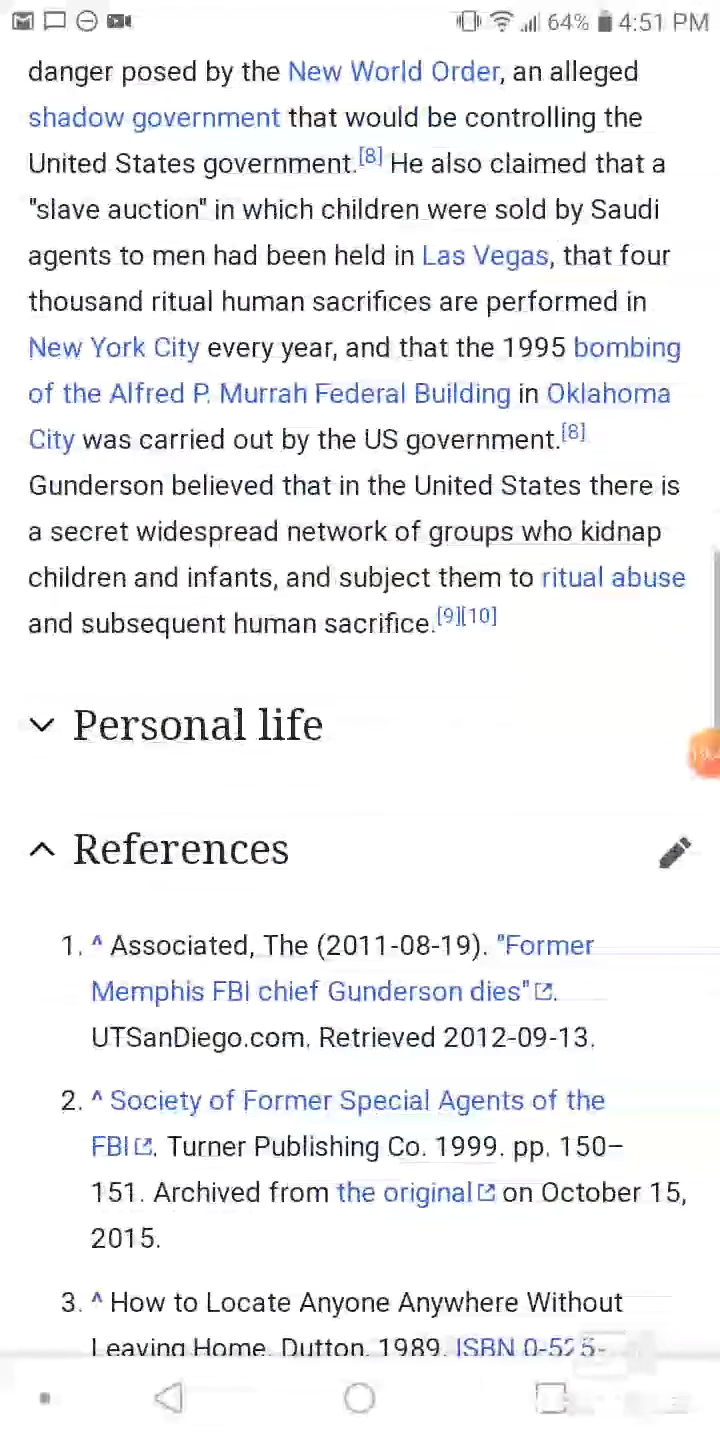 64% 4:51 PM
danger posed by the New World Order, an alleged
shadow government that would be controlling the
United States government.[8] He also claimed that a
"slave auction" in which children were sold by Saudi
agents to men had been held in Las Vegas, that four
thousand ritual human sacrifices are performed in
New York City every year, and that the 1995 bombing
of the Alfred P. Murrah Federal Building in Oklahoma
City was carried out by the US government.[8]
Gunderson believed that in the United States there is
a secret widespread network of groups who kidnap
children and infants, and subject them to ritual abuse
and subsequent human sacrifice.[9][10]
Personal life
References
1. ^ Associated, The (2011-08-19). "Former
Memphis FBI chief Gunderson dies".
UTSanDiego.com. Retrieved 2012-09-13.
2. ^ Society of Former Special Agents of the
FBI. Turner Publishing Co. 1999. pp. 150–
151. Archived from the original on October 15,
2015.
3. ^ How to Locate Anyone Anywhere Without
Leaving Home. Dutton. 1989. ISBN 0-525-